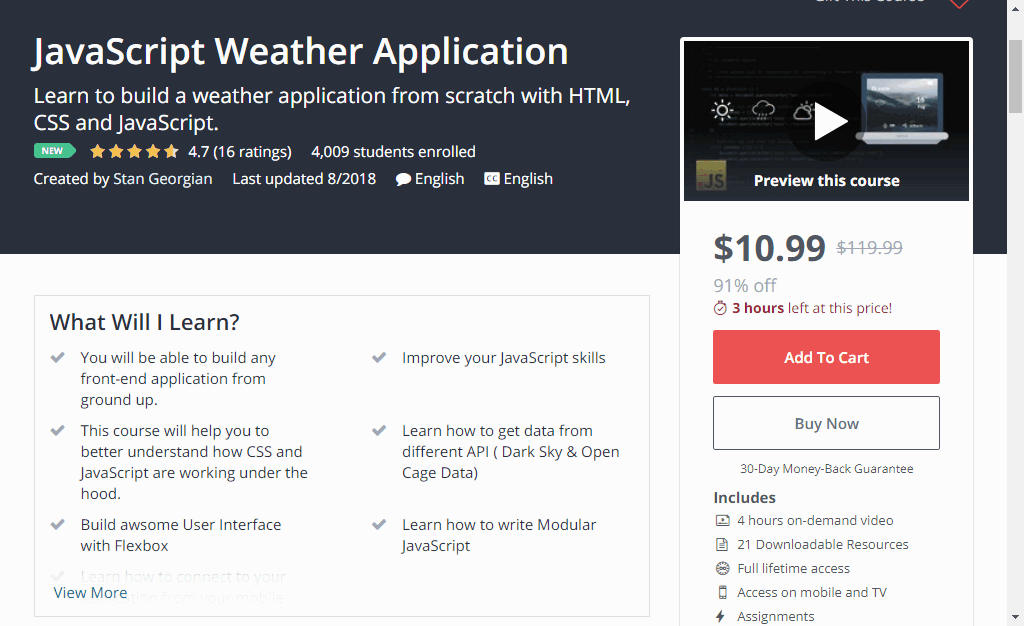 Gift This Course
JavaScript Weather Application
Learn to build a weather application from scratch with HTML,
CSS and JavaScript.
NEW 4.7 (16 ratings) 4,009 students enrolled
Created by Stan Georgian Last updated 8/2018 English CC English
JS
Preview this course
$10.99 $119.99
91% off
3 hours left at this price!
Add To Cart
Buy Now
30-Day Money-Back Guarantee
Includes
4 hours on-demand video
21 Downloadable Resources
Full lifetime access
Access on mobile and TV
Assignments
What Will I Learn?
You will be able to build any
front-end application from
ground up.
Improve your JavaScript skills
This course will help you to
better understand how CSS and
JavaScript are working under the
hood.
Learn how to get data from
different API ( Dark Sky & Open
Cage Data)
Build awsome User Interface
with Flexbox
Learn how to write Modular
JavaScript
Learn how to connect to your
from your mobile
View More